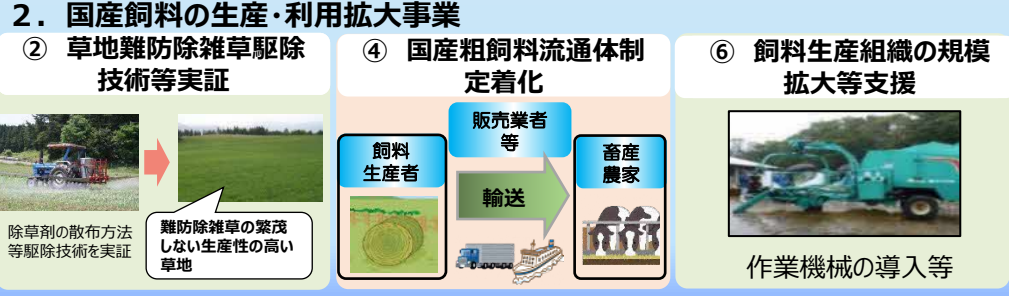 ２．国産飼料の生産･利用拡大事業
② 草地難防除雑草駆除
技術等実証
除草剤の散布方法
等駆除技術を実証
難防除雑草の繁茂
しない生産性の高い
草地
④ 国産粗飼料流通体制
定着化
販売業者
等
飼料
生産者
輸送
畜産
農家
⑥ 飼料生産組織の規模
拡大等支援
作業機械の導入等